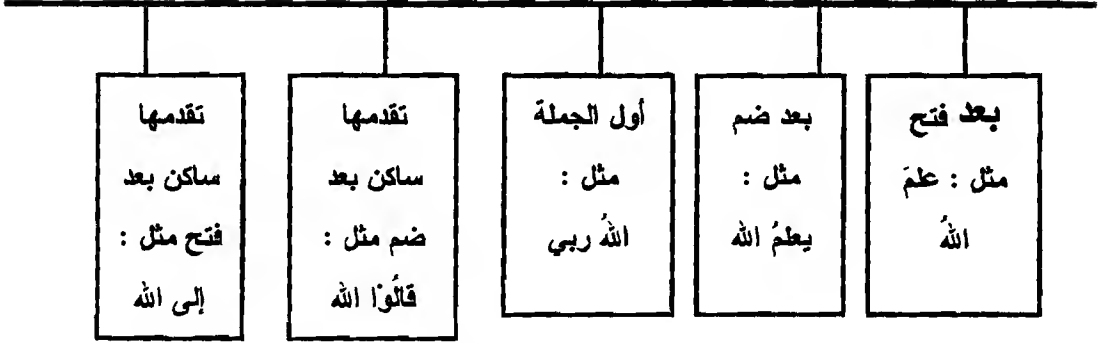 بعد فتح
مثل : علمَ
اللهُ
بعد ضم
مثل :
يعلمُ الله
أول الجملة
مثل :
اللهُ ربي
تقدمها
ساكن بعد
ضم مثل :
قالُوْا الله
تقدمها
ساكن بعد
فتح مثل :
إلى الله